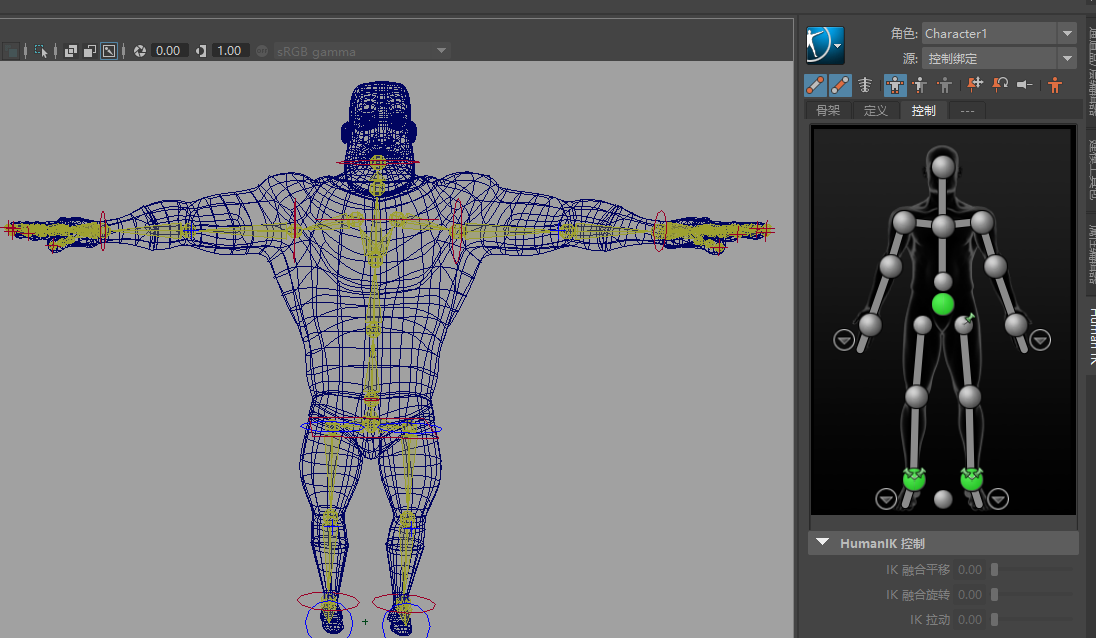 角色: Character1
源: 控制绑定
0.00 1.00 sRGB gamma
骨架 定义 控制 ---
HumanIK 控制
IK 融合平移 0.00
IK 融合旋转 0.00
IK 拉动 0.00